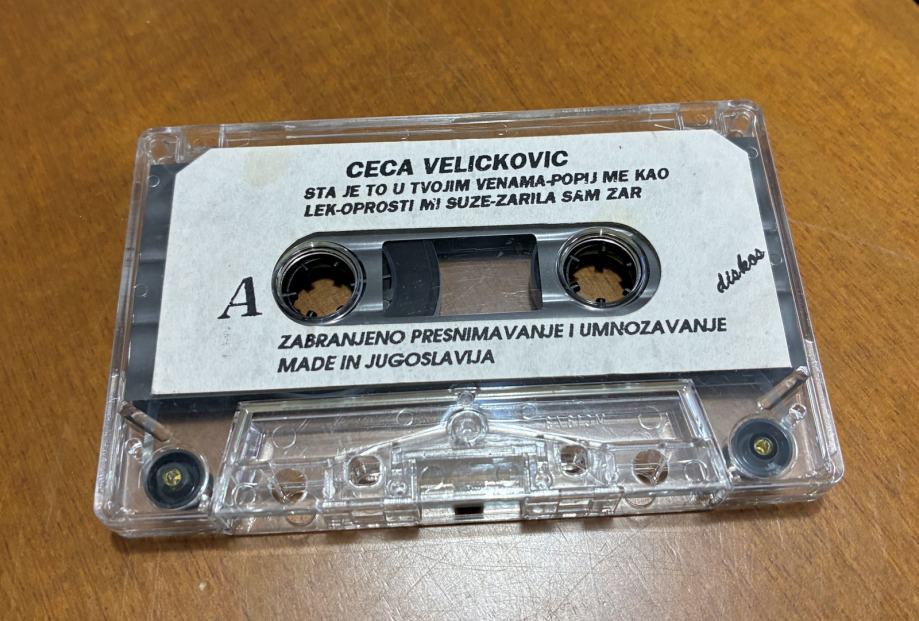 CECA VELICKOVIC
STA JE TO U TVOJIM VENAMA-POPIJ ME KAO
LEK-OPROSTI MI SUZE-ZARILA SAM ZAR
A
diskos
ZABRANJENO PRESNIMAVANJE I UMNOZAVANJE
MADE IN JUGOSLAVIJA